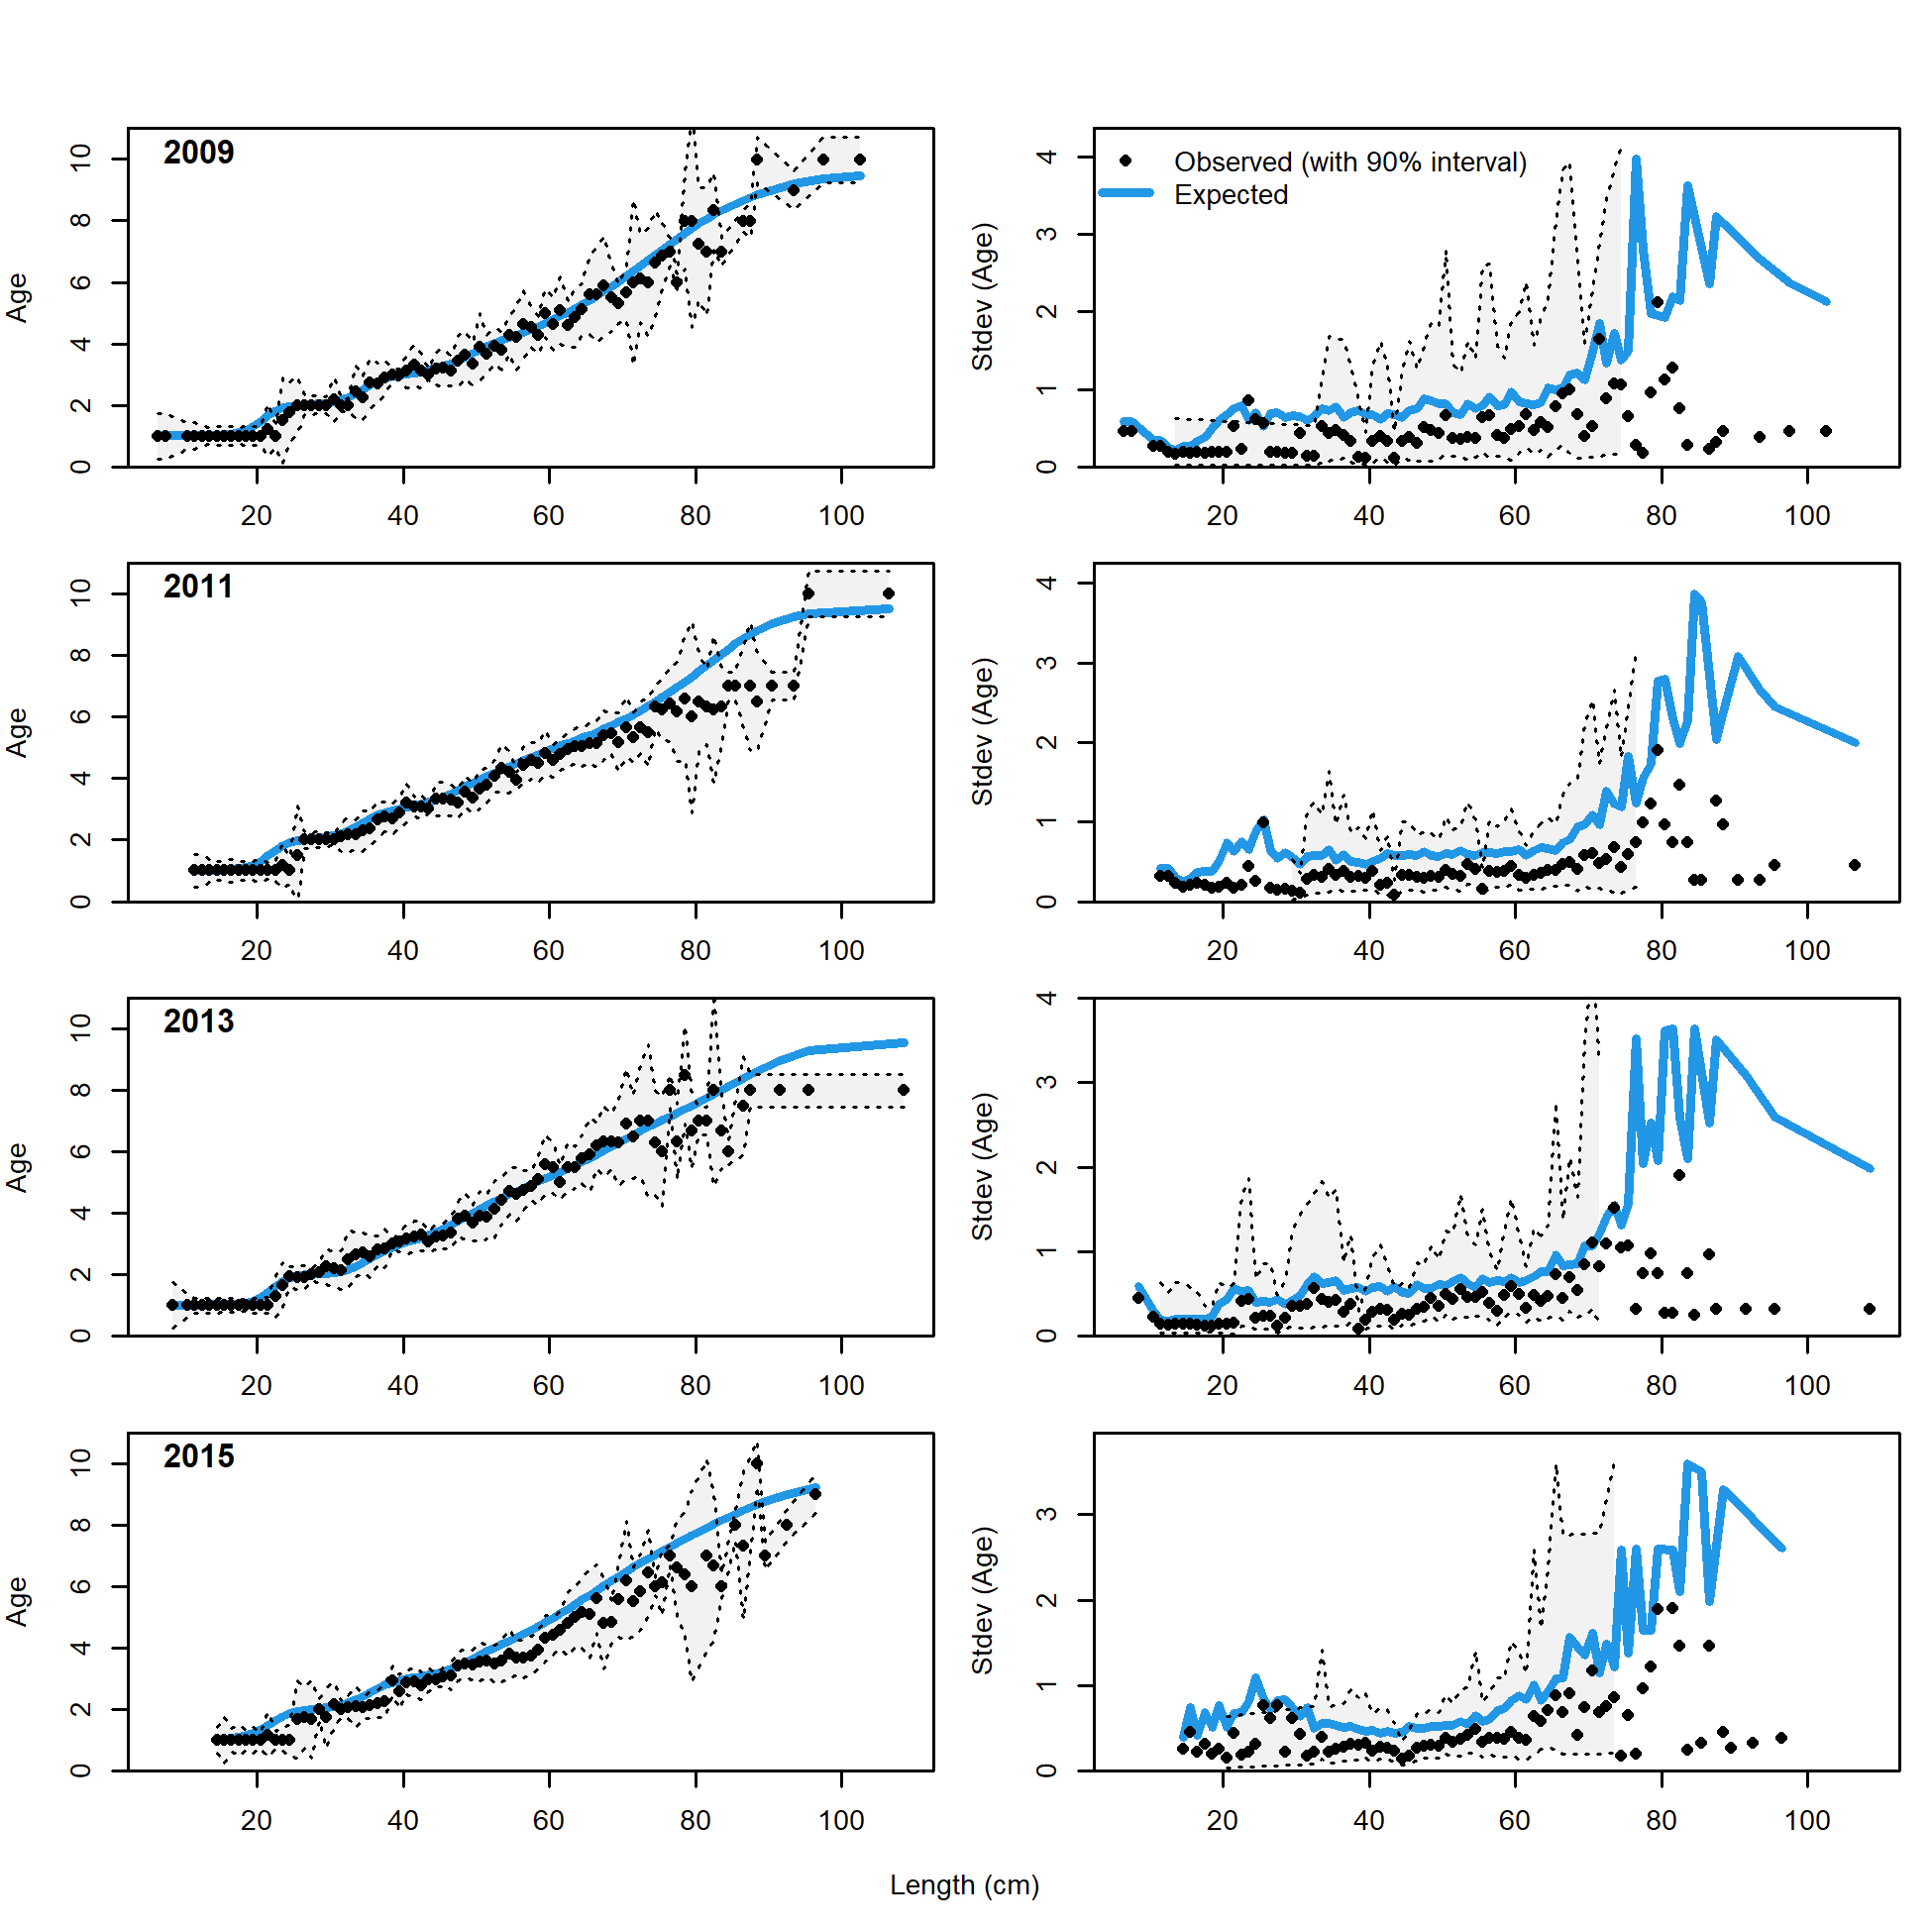 2009
Age
0 2 4 6 8 10
20 40 60 80 100
Observed (with 90% interval)
Expected
Stdev (Age)
0 1 2 3 4
20 40 60 80 100
2011
Age
0 2 4 6 8 10
20 40 60 80 100
Stdev (Age)
0 1 2 3 4
20 40 60 80 100
2013
Age
0 2 4 6 8 10
20 40 60 80 100
Stdev (Age)
0 1 2 3 4
20 40 60 80 100
2015
Age
0 2 4 6 8 10
20 40 60 80 100
Stdev (Age)
0 1 2 3
20 40 60 80 100
Length (cm)